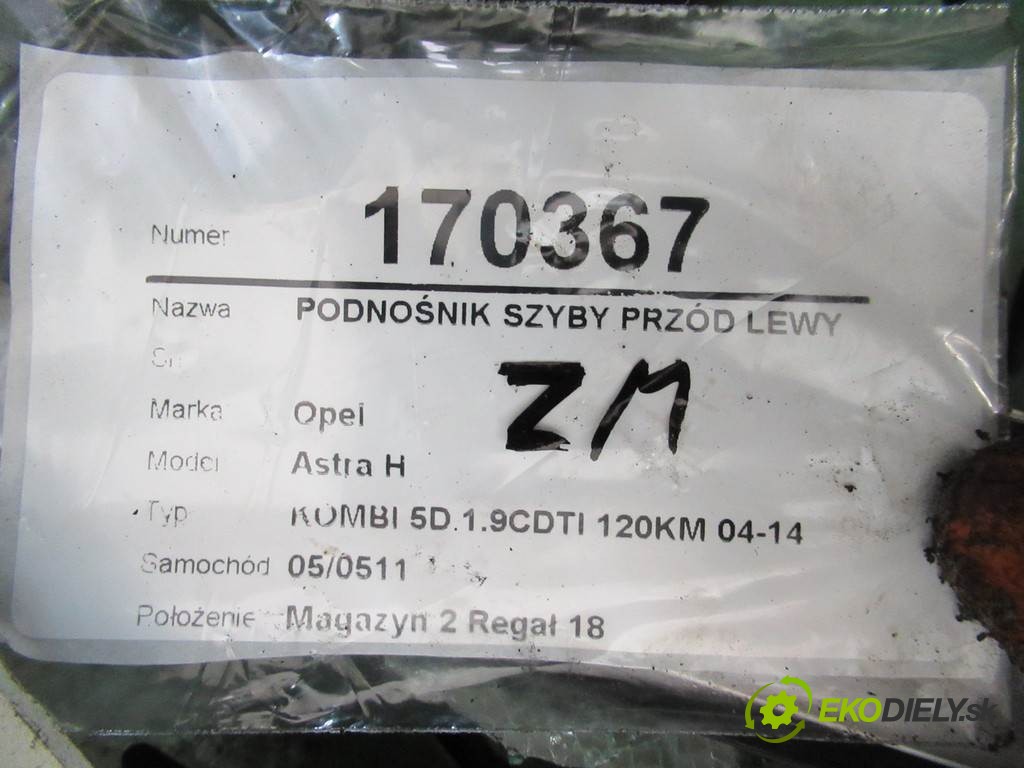 Numer 170367
Nazwa PODNOŚNIK SZYBY PRZÓD LEWY
ZM
Marka Opel
Model Astra H
Typ KOMBI 5D.1.9CDTI 120KM 04-14
Samochód 05/0511
Położenie Magazyn 2 Regał 18
EKODIELY.sk